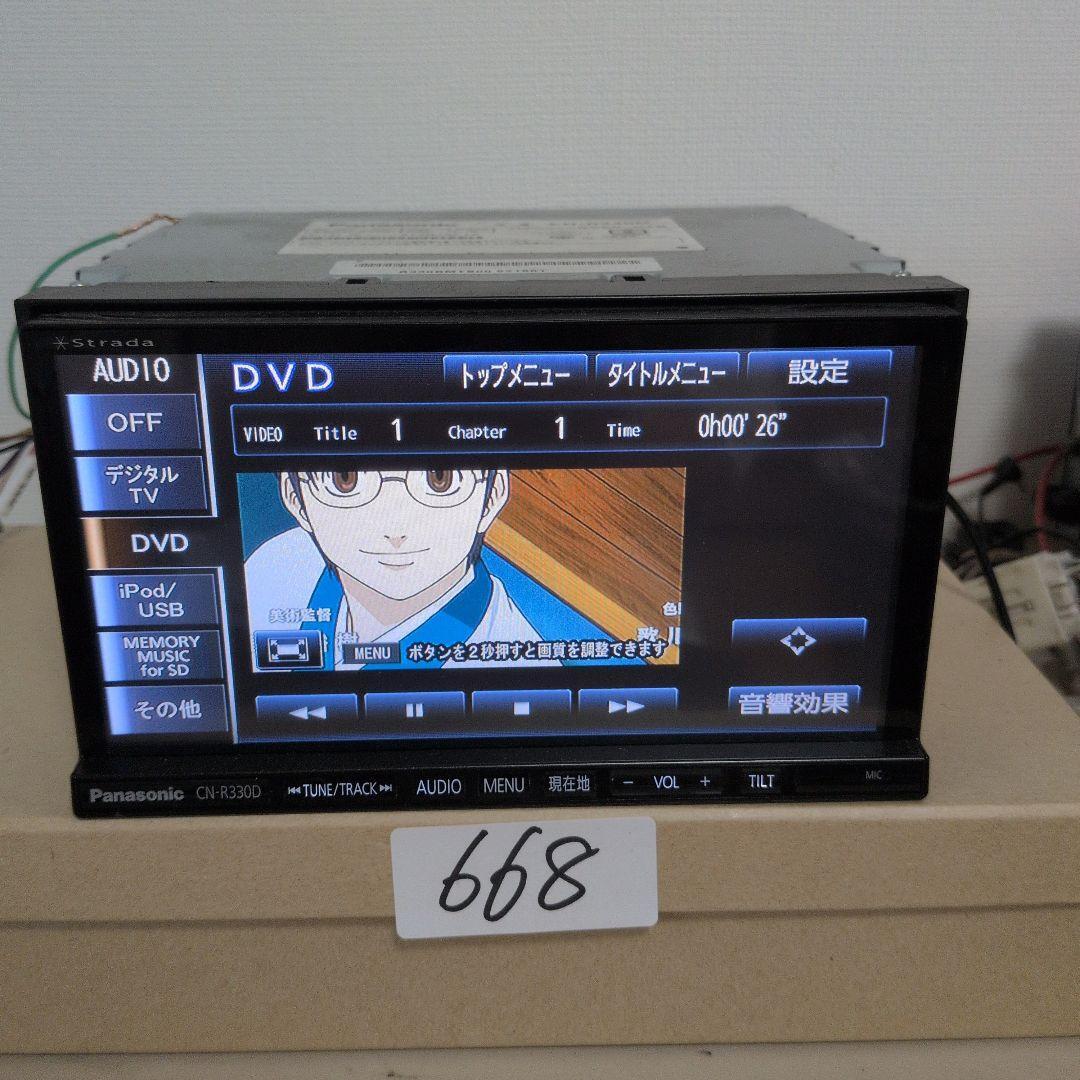 Strada
AUDIO
OFF
デジタル
TV
DVD
iPod/
USB
MEMORY
MUSIC
for SD
その他
DVD
トップメニュー
タイトルメニュー
設定
VIDEO Title 1 Chapter 1 Time 0h00' 26"
美術監督
樹
歌川
MENU ボタンを2秒押すと画質を調整できます
音響効果
Panasonic CN-R330D TUNE/TRACK AUDIO MENU 現在地 - VOL + TILT MIC
668